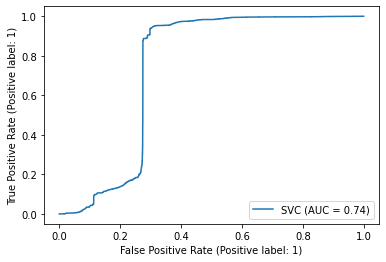 True Positive Rate (Positive label: 1)
1.0
0.8
0.6
0.4
0.2
0.0
SVC (AUC = 0.74)
0.0 0.2 0.4 0.6 0.8 1.0
False Positive Rate (Positive label: 1)